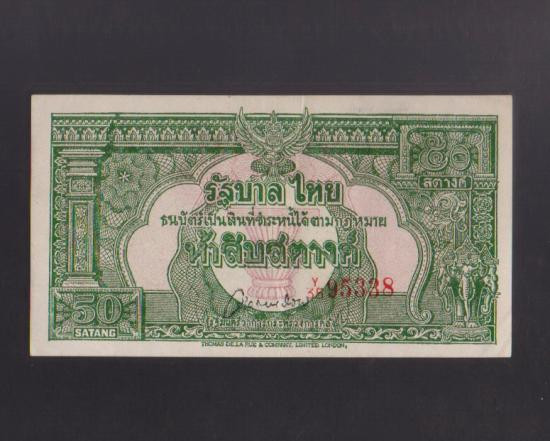 ๕๐
สตางค์
รัฐบาลไทย
ธนบัตร์เป็นเงินที่ชำระหนี้ได้ตามกฎหมาย
ห้าสิบสตางค์
Y/58 95338
50
SATANG
THOMAS DE LA RUE & COMPANY, LIMITED, LONDON,